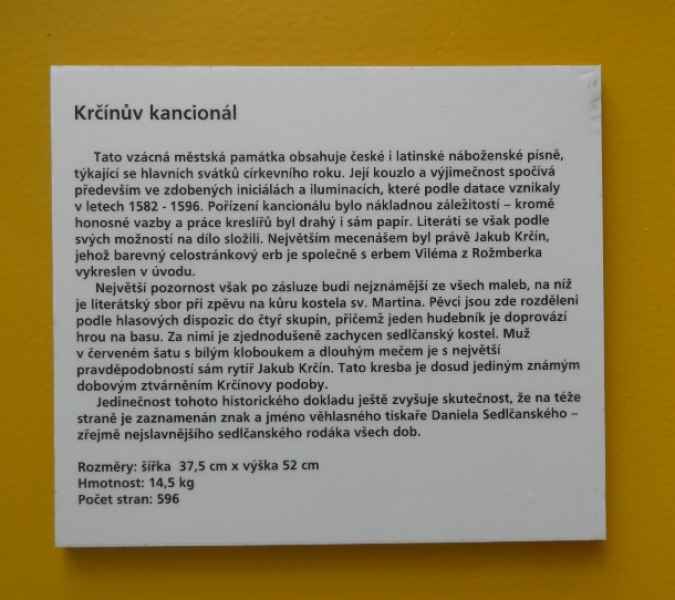 Krčínův kancionál
Tato vzácná městská památka obsahuje české i latinské náboženské písně,
týkající se hlavních svátků církevního roku. Její kouzlo a výjimečnost spočívá
především ve zdobených iniciálách a iluminacích, které podle datace vznikaly
v letech 1582 - 1596. Pořízení kancionálu bylo nákladnou záležitostí – kromě
honosné vazby a práce kreslířů byl drahý i sám papír. Literáti se však podle
svých možností na dílo složili. Největším mecenášem byl právě Jakub Krčín,
jehož barevný celostránkový erb je společně s erbem Viléma z Rožmberka
vykreslen v úvodu.
Největší pozornost však po zásluze budí nejznámější ze všech maleb, na níž
je literátský sbor při zpěvu na kůru kostela sv. Martina. Pěvci jsou zde rozděleni
podle hlasových dispozic do čtyř skupin, přičemž jeden hudebník je doprovází
hrou na basu. Za nimi je zjednodušeně zachycen sedlčanský kostel. Muž
v červeném šatu s bílým kloboukem a dlouhým mečem je s největší
pravděpodobností sám rytíř Jakub Krčín. Tato kresba je dosud jediným známým
dobovým ztvárněním Krčínovy podoby.
Jedinečnost tohoto historického dokladu ještě zvyšuje skutečnost, že na téže
straně je zaznamenán znak a jméno věhlasného tiskaře Daniela Sedlčanského –
zřejmě nejslavnějšího sedlčanského rodáka všech dob.
Rozměry: šířka 37,5 cm x výška 52 cm
Hmotnost: 14,5 kg
Počet stran: 596